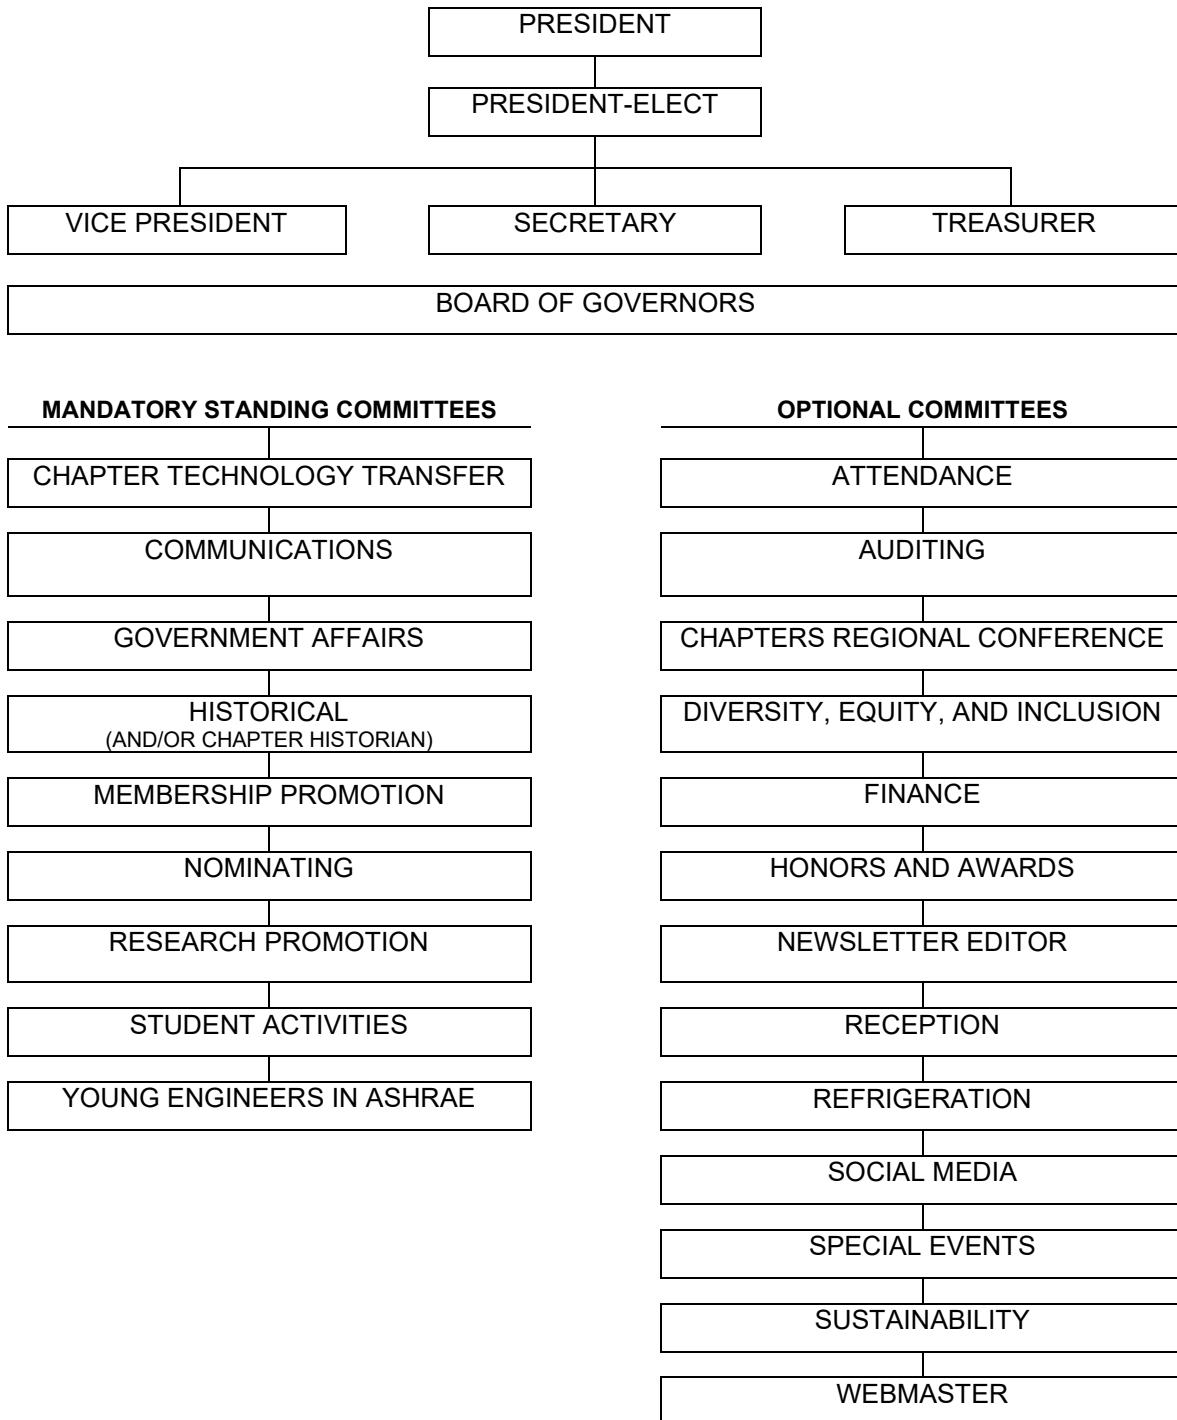 PRESIDENT
PRESIDENT-ELECT
VICE PRESIDENT
SECRETARY
TREASURER
BOARD OF GOVERNORS
MANDATORY STANDING COMMITTEES
CHAPTER TECHNOLOGY TRANSFER
COMMUNICATIONS
GOVERNMENT AFFAIRS
HISTORICAL
(AND/OR CHAPTER HISTORIAN)
MEMBERSHIP PROMOTION
NOMINATING
RESEARCH PROMOTION
STUDENT ACTIVITIES
YOUNG ENGINEERS IN ASHRAE
OPTIONAL COMMITTEES
ATTENDANCE
AUDITING
CHAPTERS REGIONAL CONFERENCE
DIVERSITY, EQUITY, AND INCLUSION
FINANCE
HONORS AND AWARDS
NEWSLETTER EDITOR
RECEPTION
REFRIGERATION
SOCIAL MEDIA
SPECIAL EVENTS
SUSTAINABILITY
WEBMASTER